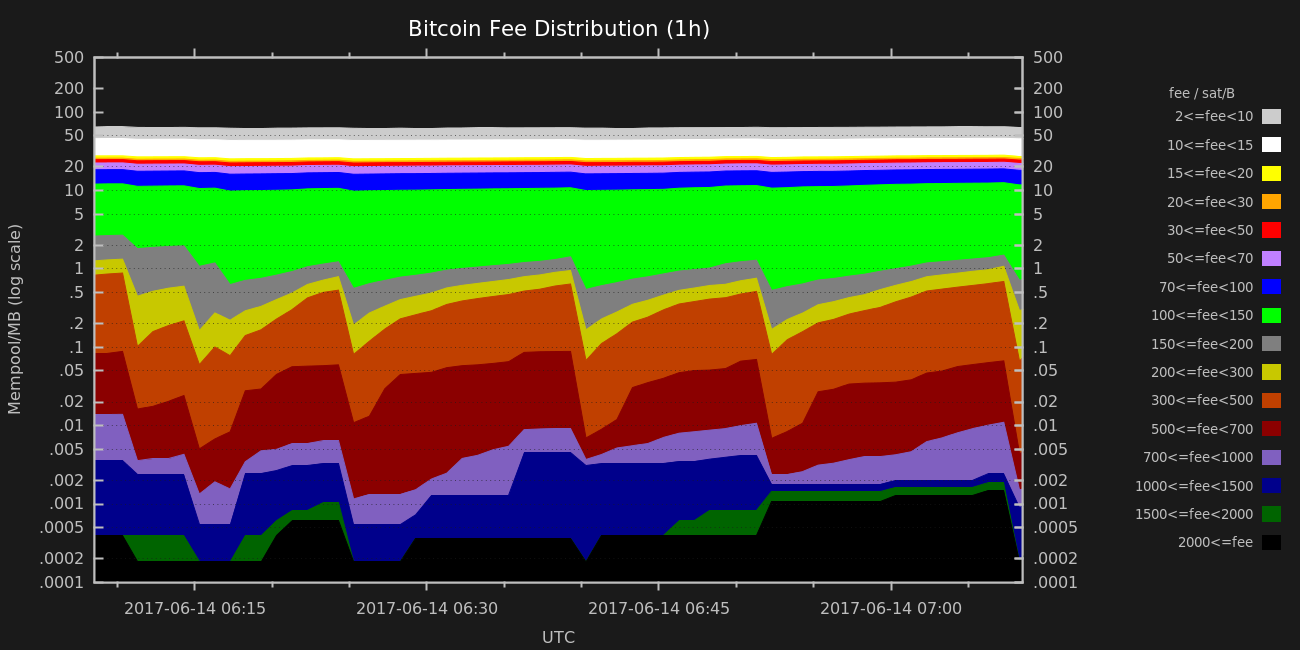 Bitcoin Fee Distribution (1h)
500
200
100
50
20
10
5
2
1
.5
.2
.1
.05
.02
.01
.005
.002
.001
.0005
.0002
.0001
Mempool/MB (log scale)
500
200
100
50
20
10
5
2
1
.5
.2
.1
.05
.02
.01
.005
.002
.001
.0005
.0002
.0001
fee / sat/B
2<=fee<10
10<=fee<15
15<=fee<20
20<=fee<30
30<=fee<50
50<=fee<70
70<=fee<100
100<=fee<150
150<=fee<200
200<=fee<300
300<=fee<500
500<=fee<700
700<=fee<1000
1000<=fee<1500
1500<=fee<2000
2000<=fee
2017-06-14 06:15 2017-06-14 06:30 2017-06-14 06:45 2017-06-14 07:00
UTC